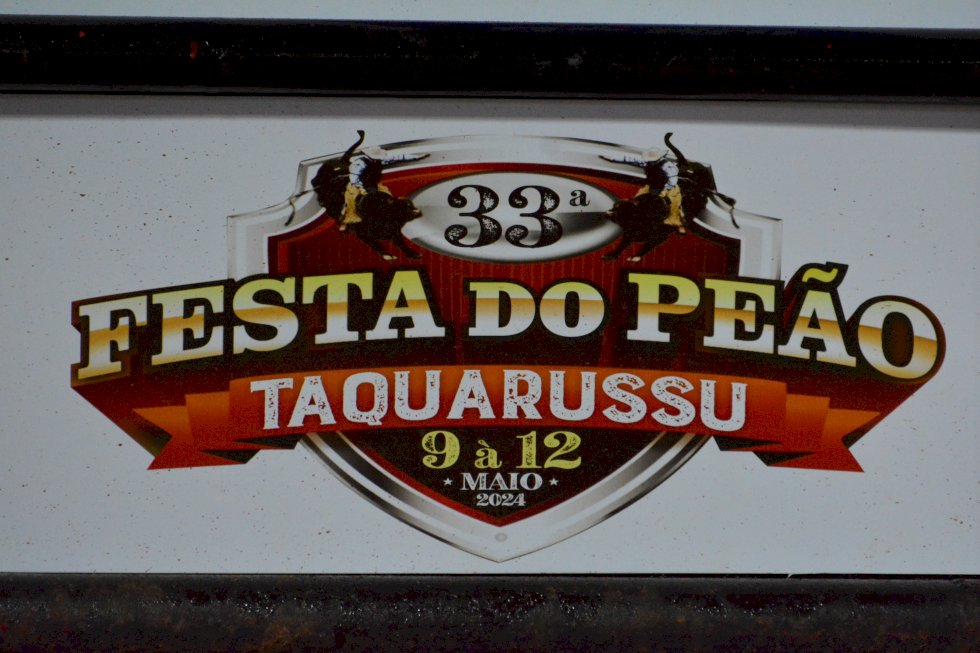 33ª
FESTA DO PEÃO
TAQUARUSSU
9 à 12
MAIO
2024